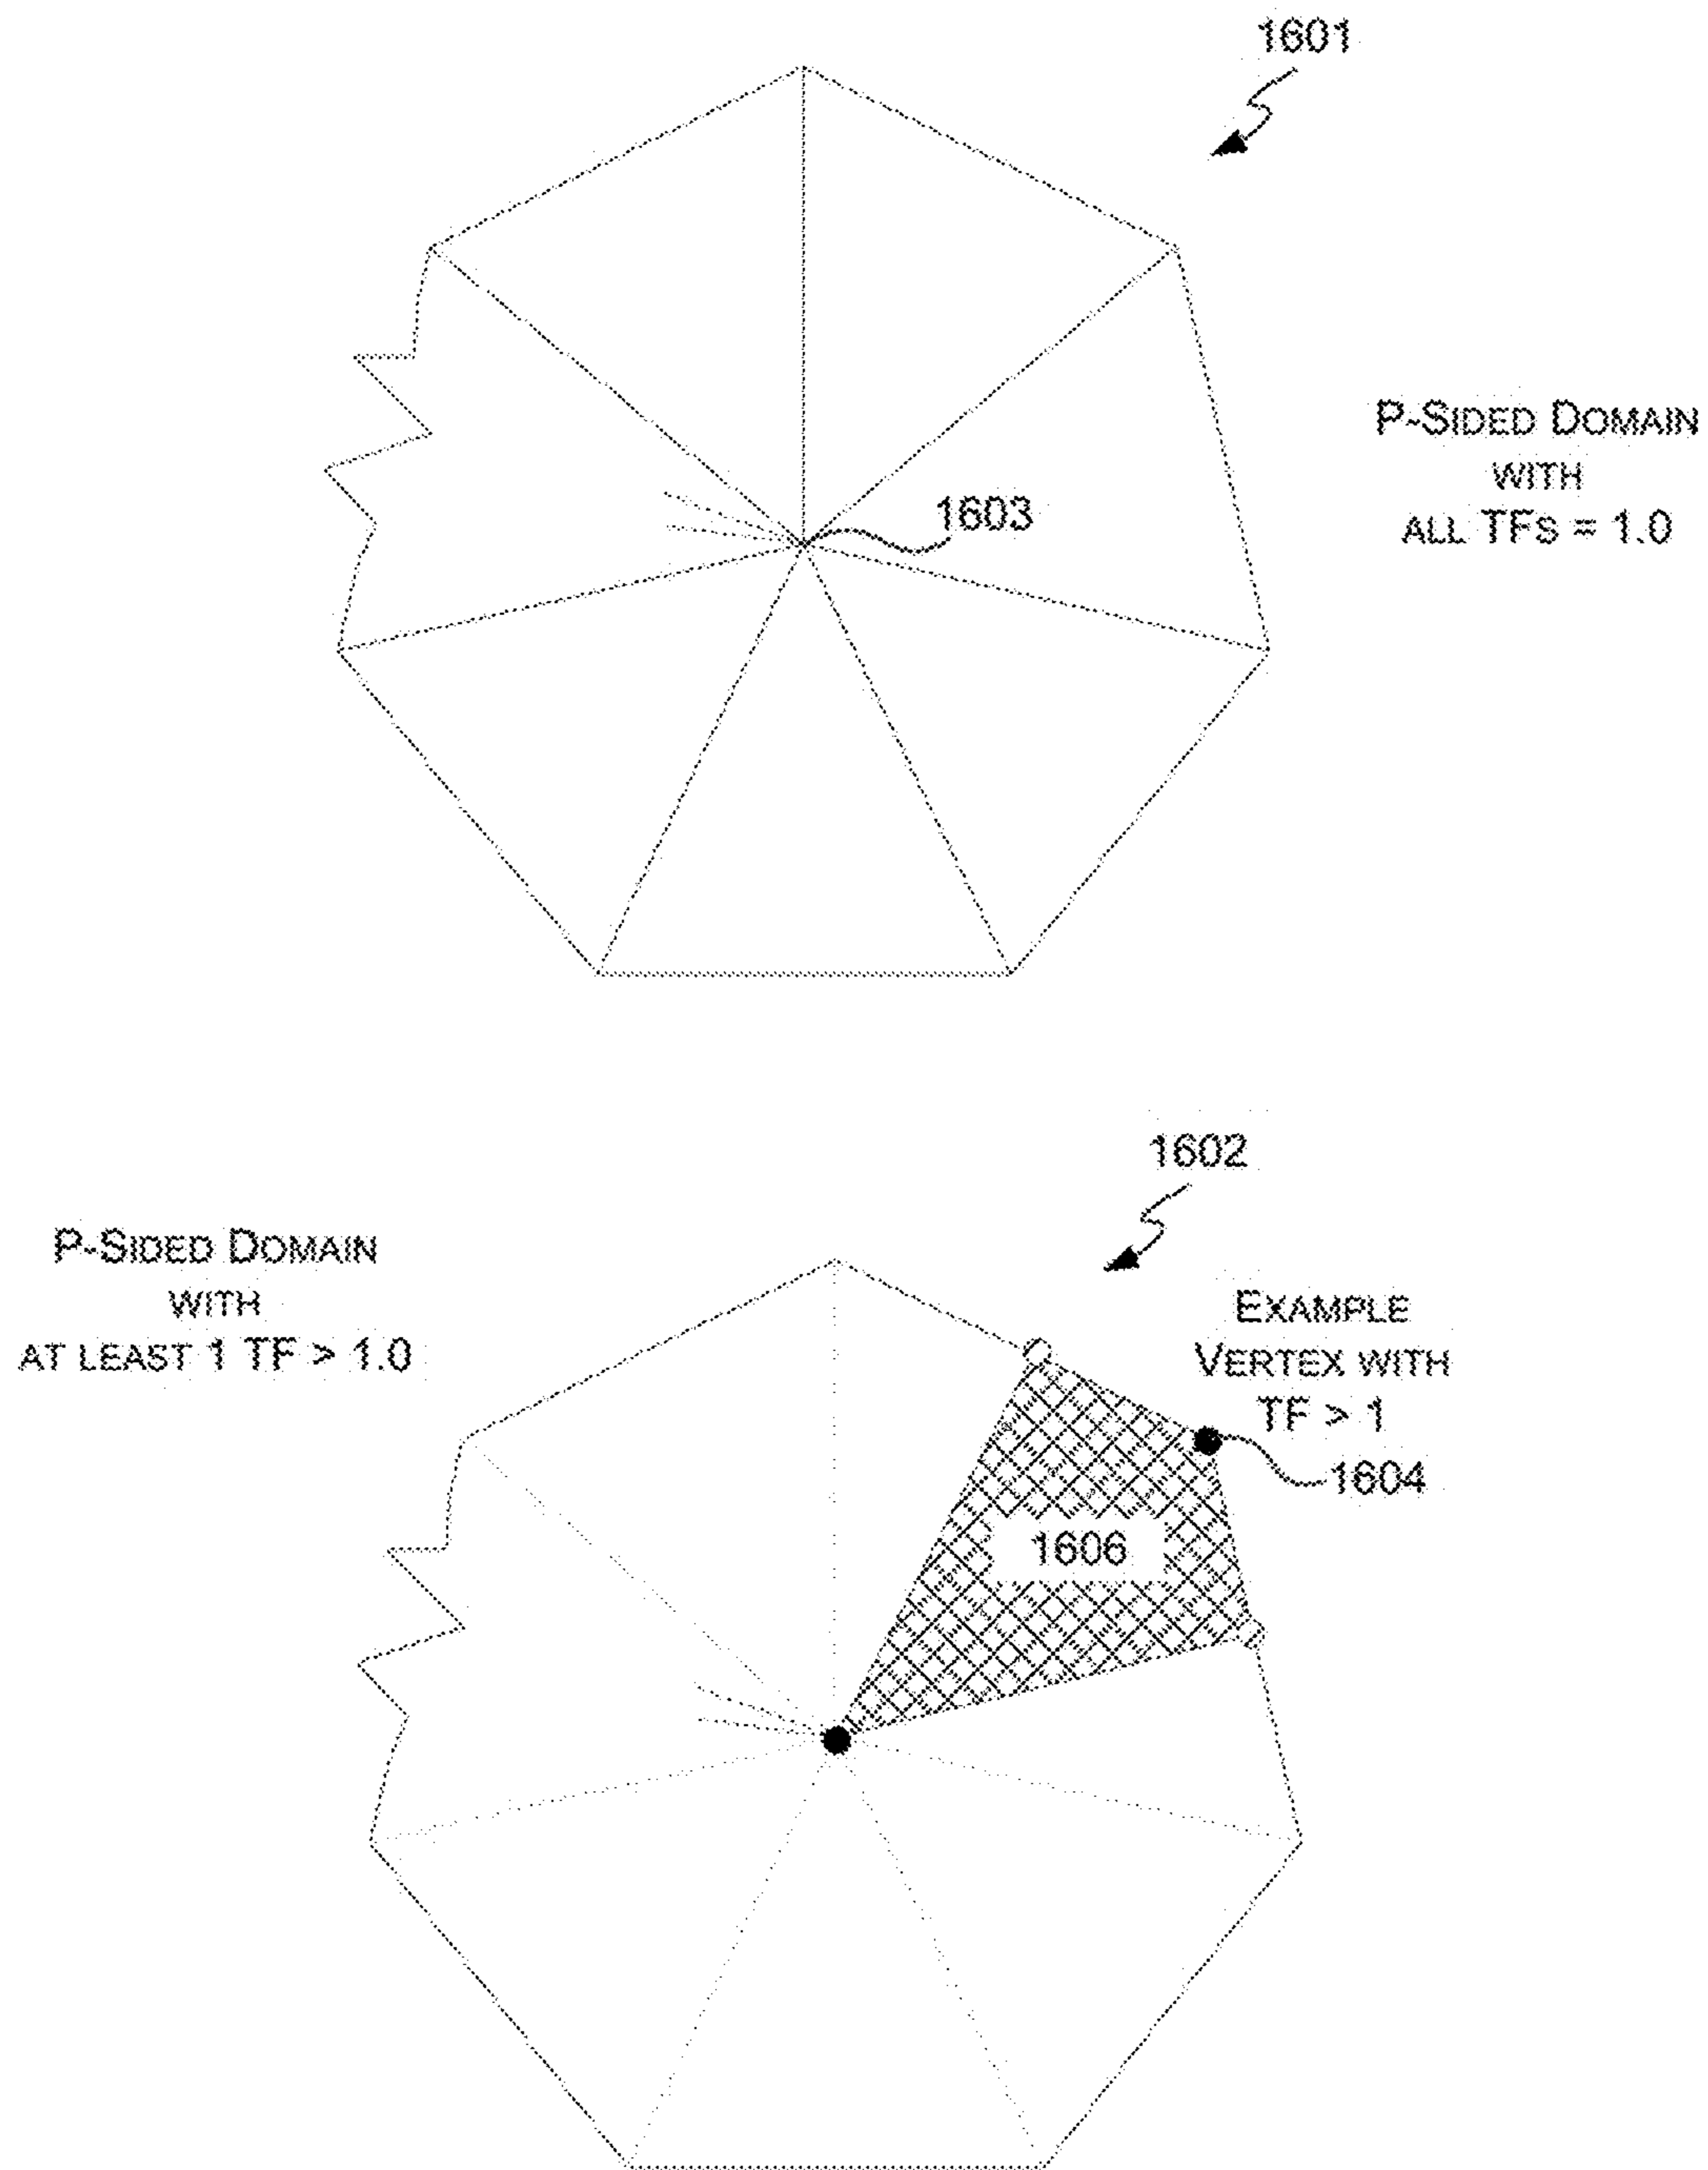 1601
P-SIDED DOMAIN
WITH
ALL TFS = 1.0
1603
1602
P-SIDED DOMAIN
WITH
AT LEAST 1 TF > 1.0
EXAMPLE
VERTEX WITH
TF > 1
1604
1606